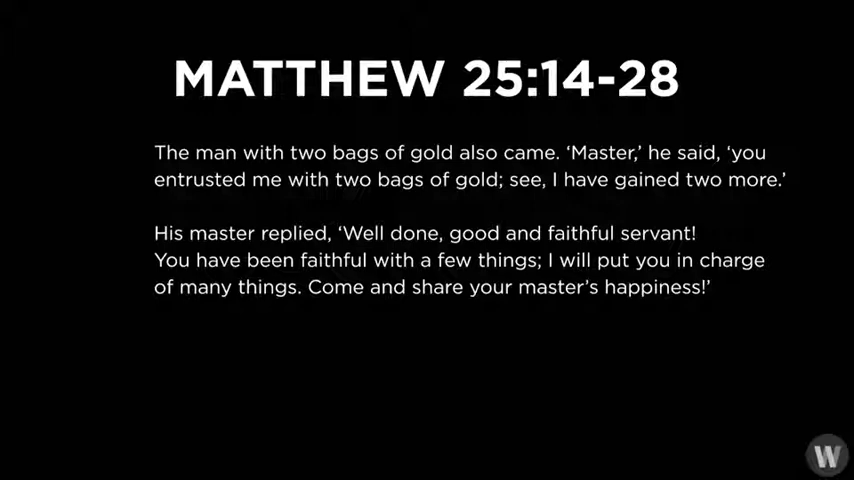 MATTHEW 25:14-28
The man with two bags of gold also came. ‘Master,’ he said, ‘you
entrusted me with two bags of gold; see, I have gained two more.’
His master replied, ‘Well done, good and faithful servant!
You have been faithful with a few things; I will put you in charge
of many things. Come and share your master’s happiness!’
W